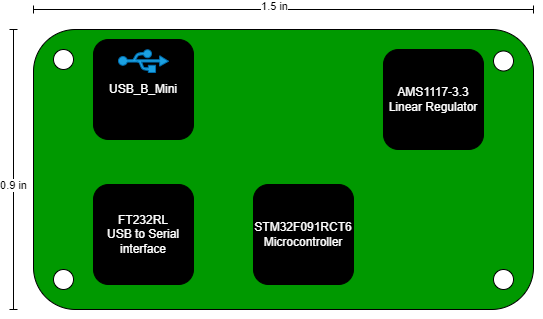 1.5 in
USB_B_Mini
AMS1117-3.3
Linear Regulator
0.9 in
FT232RL
USB to Serial
interface
STM32F091RCT6
Microcontroller